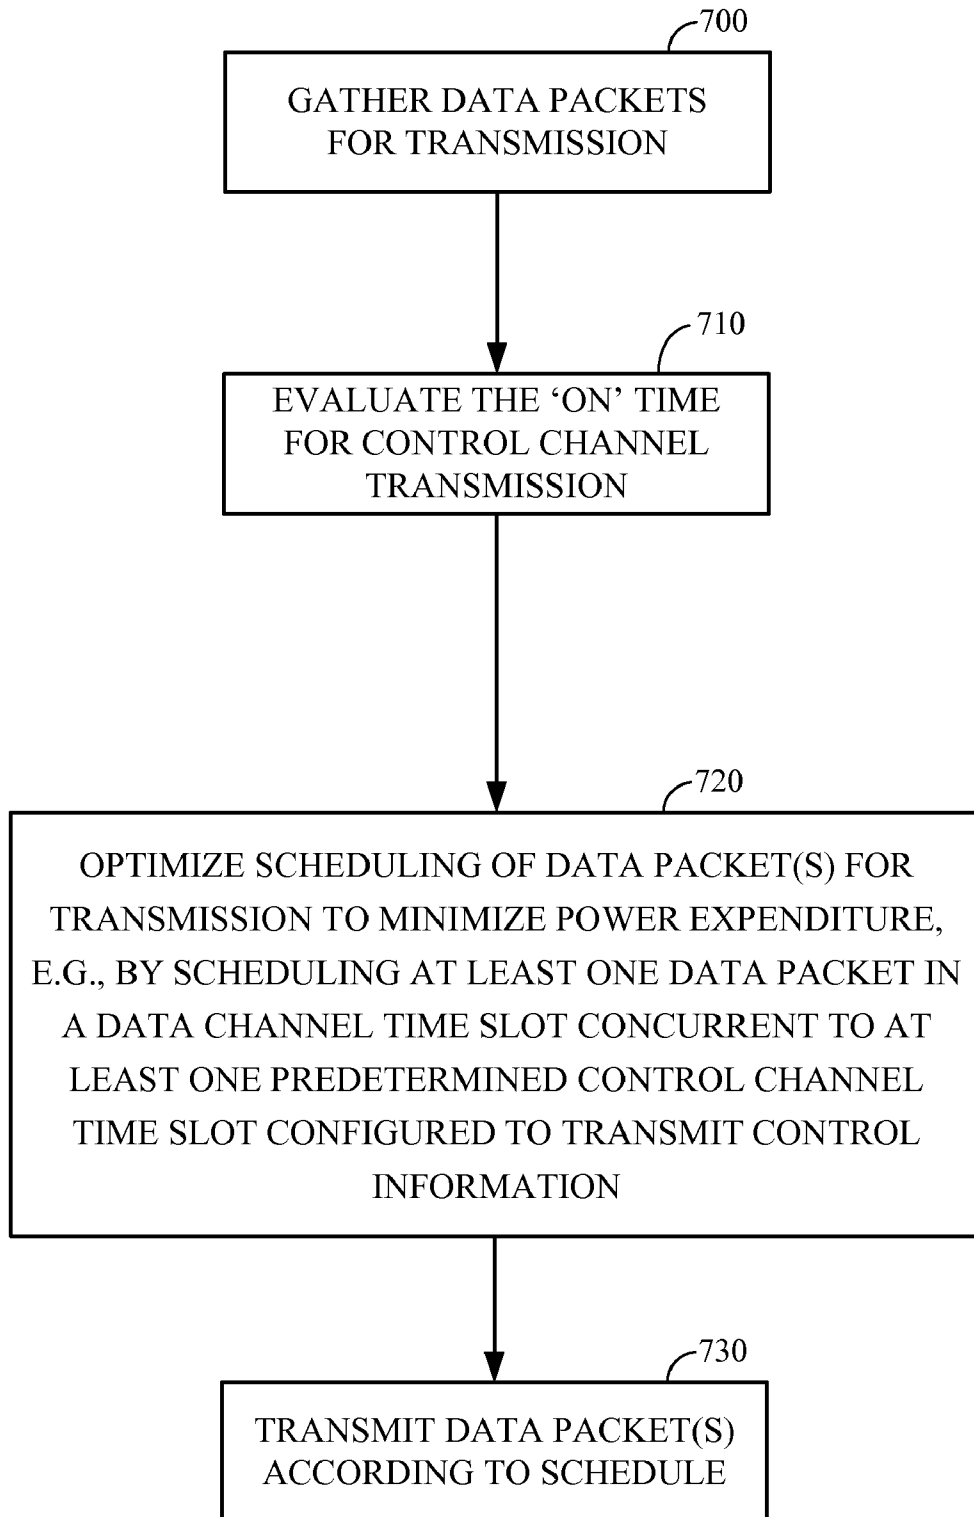 700
GATHER DATA PACKETS
FOR TRANSMISSION
710
EVALUATE THE ‘ON’ TIME
FOR CONTROL CHANNEL
TRANSMISSION
720
OPTIMIZE SCHEDULING OF DATA PACKET(S) FOR
TRANSMISSION TO MINIMIZE POWER EXPENDITURE,
E.G., BY SCHEDULING AT LEAST ONE DATA PACKET IN
A DATA CHANNEL TIME SLOT CONCURRENT TO AT
LEAST ONE PREDETERMINED CONTROL CHANNEL
TIME SLOT CONFIGURED TO TRANSMIT CONTROL
INFORMATION
730
TRANSMIT DATA PACKET(S)
ACCORDING TO SCHEDULE